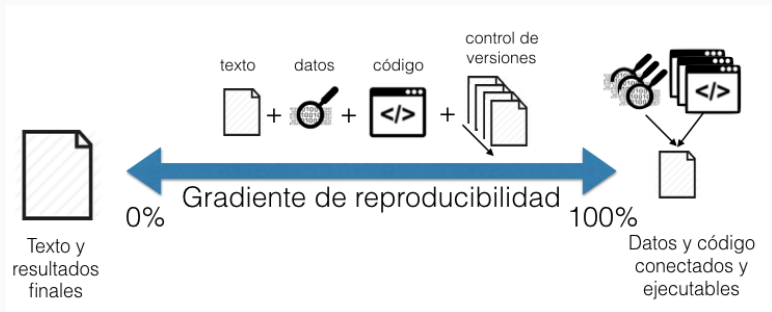 control de
versiones
texto
datos
código
+
+
+
</>
</>
Gradiente de reproducibilidad
0%
100%
Texto y
resultados
finales
Datos y código
conectados y
ejecutables